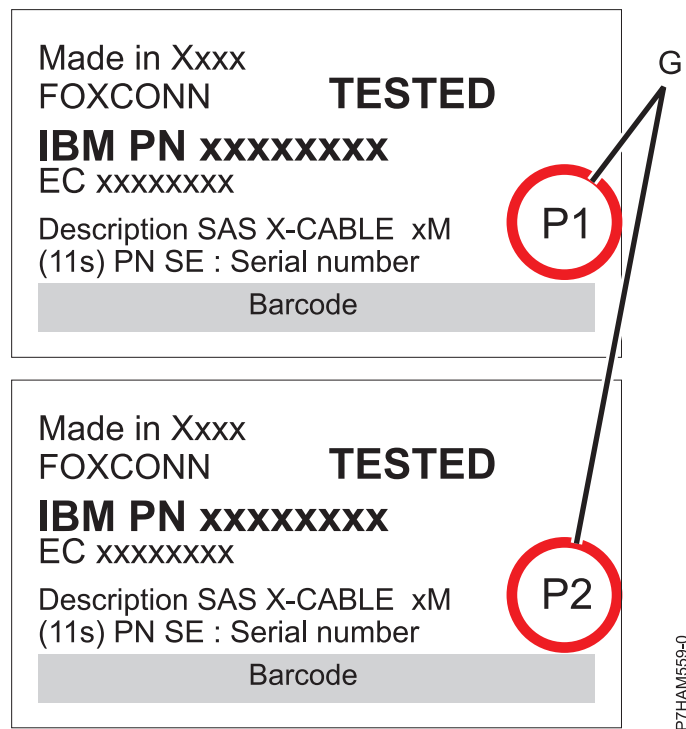 Made in Xxxx
FOXCONN TESTED
IBM PN xxxxxxxx
EC xxxxxxxx
Description SAS X-CABLE xM
(11s) PN SE : Serial number
Barcode
P1
G
Made in Xxxx
FOXCONN TESTED
IBM PN xxxxxxxx
EC xxxxxxxx
Description SAS X-CABLE xM
(11s) PN SE : Serial number
Barcode
P2
P7HAM559-0